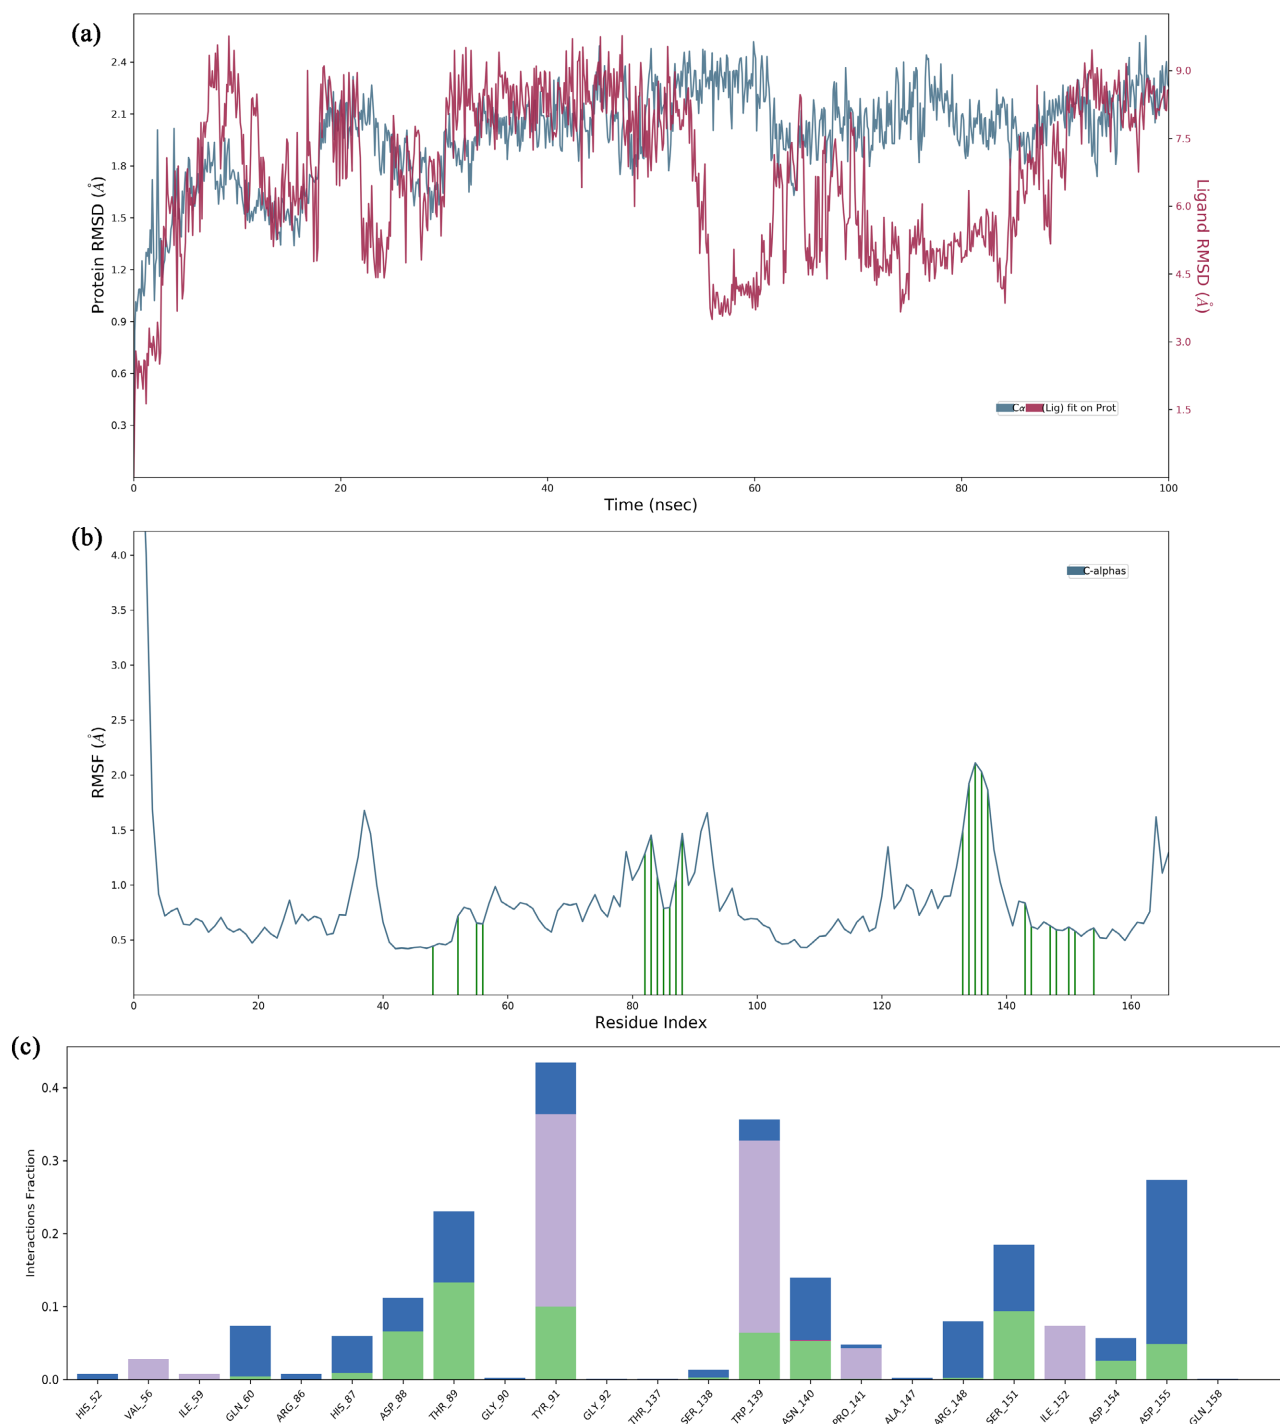 (a)
2.4
2.1
1.8
1.5
1.2
0.9
0.6
0.3
Protein RMSD (Å)
9.0
7.5
6.0
4.5
3.0
1.5
Ligand RMSD (Å)
Cα (Lig) fit on Prot
0 20 40 60 80 100
Time (nsec)
(b)
4.0
3.5
3.0
2.5
2.0
1.5
1.0
0.5
RMSF (Å)
C-alphas
0 20 40 60 80 100 120 140 160
Residue Index
(c)
0.4
0.3
0.2
0.1
0.0
Interactions Fraction
HIS_52 VAL_56 ILE_59 GLN_60 ARG_86 HIS_87 ASP_88 THR_89 GLY_90 TYR_91 GLY_92 THR_137 SER_138 TRP_139 ASN_140 PRO_141 ALA_147 ARG_148 SER_151 ILE_152 ASP_154 ASP_155 GLN_158